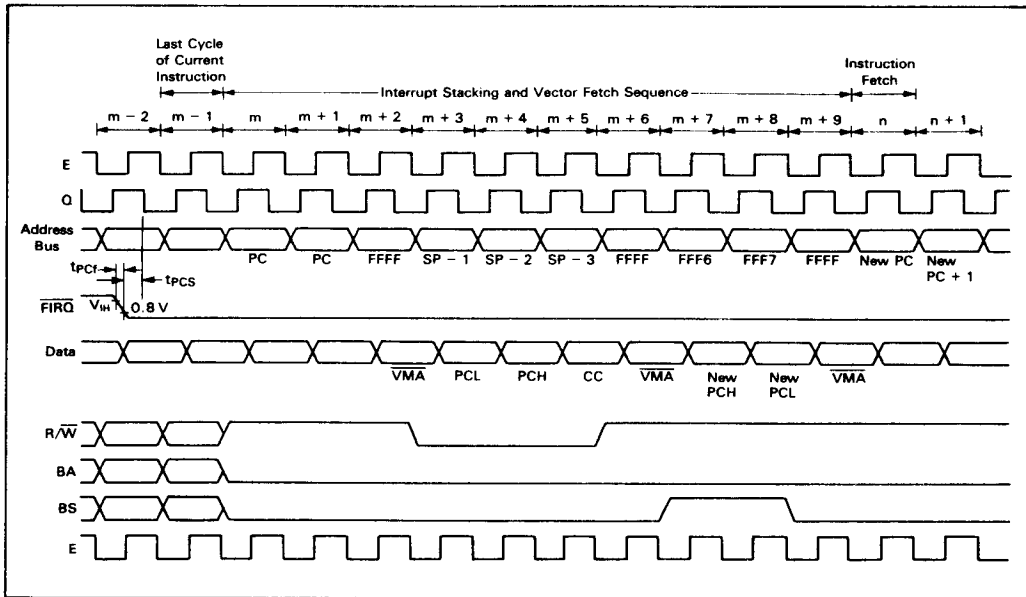 Last Cycle
of Current
Instruction
Instruction
Fetch
Interrupt Stacking and Vector Fetch Sequence
m − 2 m − 1 m m + 1 m + 2 m + 3 m + 4 m + 5 m + 6 m + 7 m + 8 m + 9 n n + 1
E
Q
Address
Bus
PC PC FFFF SP − 1 SP − 2 SP − 3 FFFF FFF6 FFF7 FFFF New PC New
PC + 1
tPCf
tPCS
FIRQ VIH 0.8 V
Data
VMA PCL PCH CC VMA New
PCH New
PCL VMA
R/W
BA
BS
E